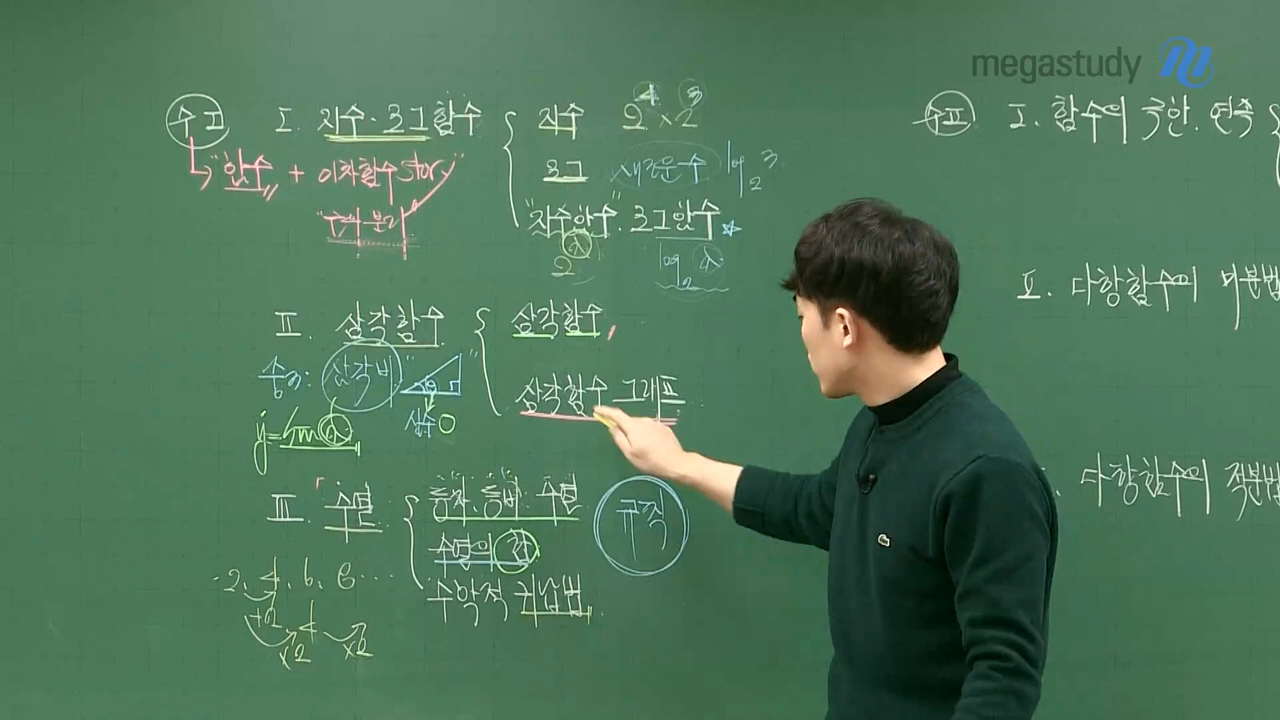 megastudy
수I I. 지수·로그함수 지수 2⁴×2³
"함수" + 이차함수 story" 로그 새로운 수 log₂3
"지수함수" 로그함수 ☆
2ˣ log₂x
II. 삼각함수 삼각함수,
중3: 삼각비" 삼각함수 그래프
y=sin x
III. 수열 등차, 등비 수열 규칙
수열의 합
2, 4, 6, 8 ... 수학적 귀납법
+2 4
×2 ×2
수II I. 함수의 극한. 연속
II. 다항함수의 미분법
다항함수의 적분법